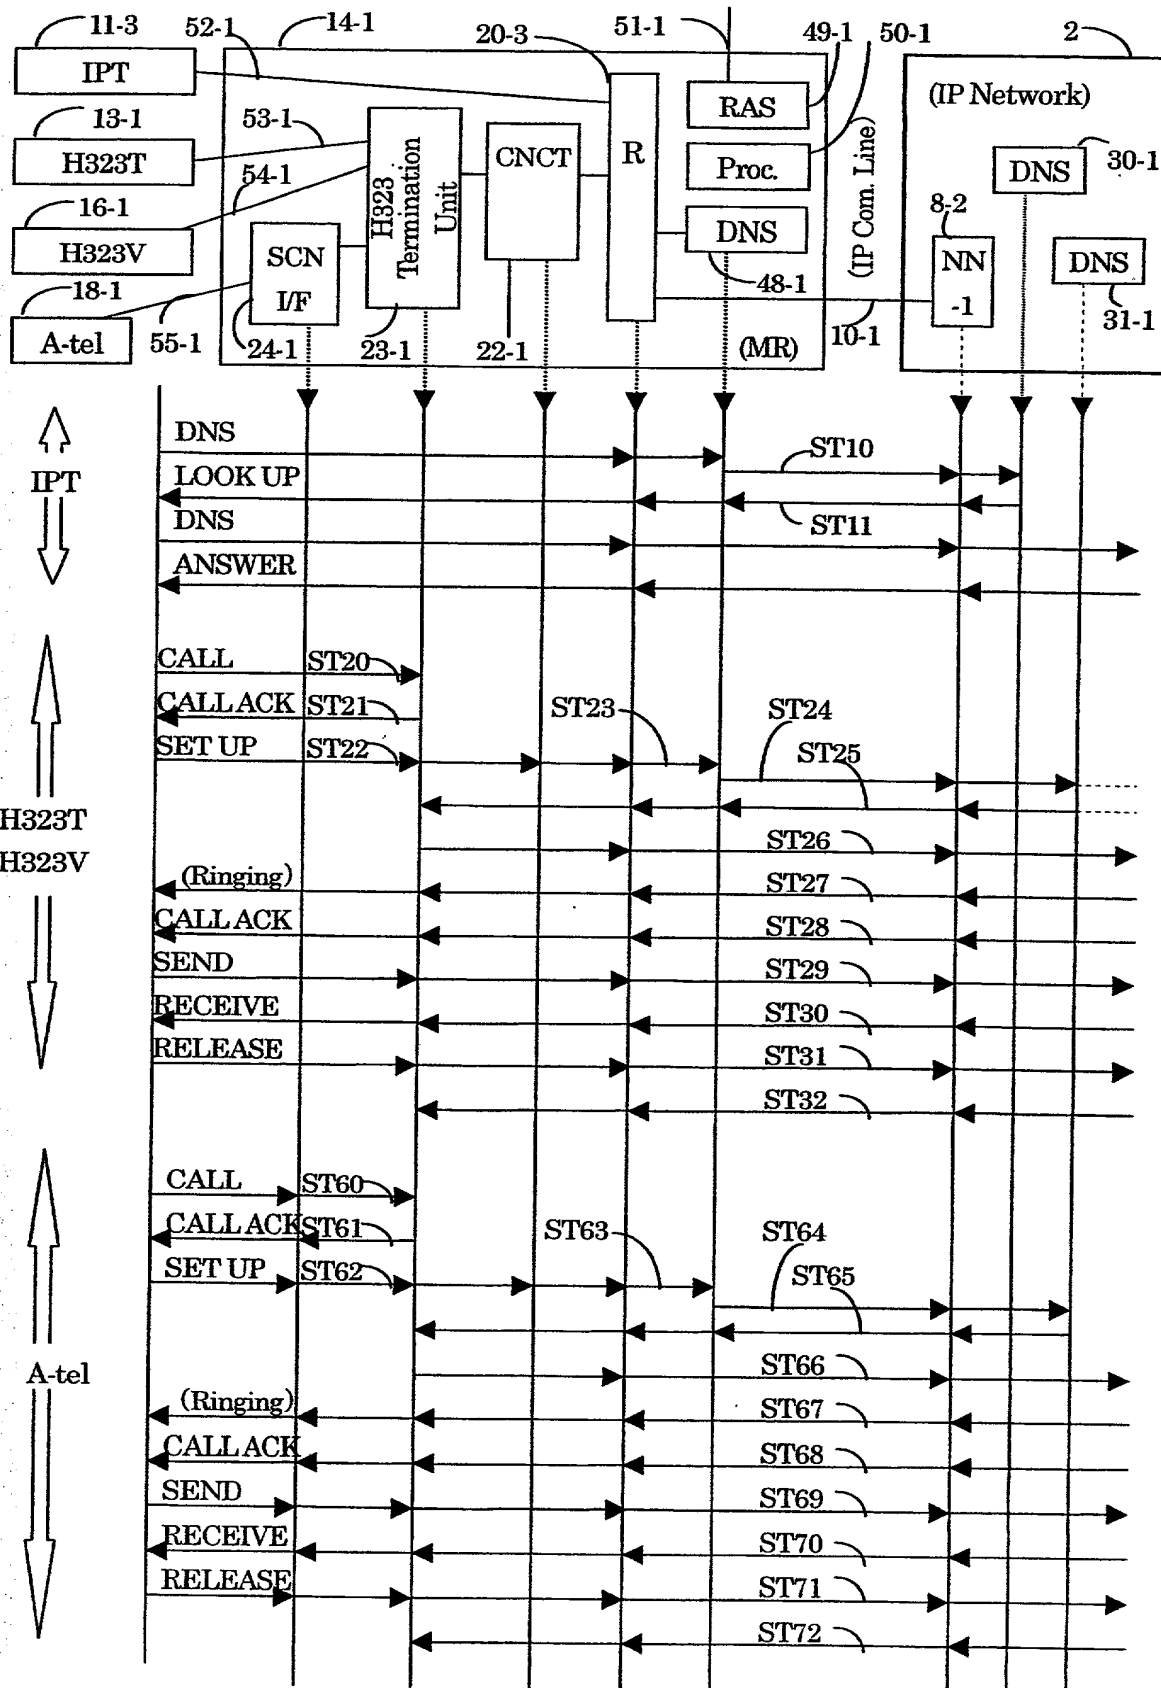 11-3
52-1
14-1
20-3
51-1
49-1
50-1
2
IPT
(IP Network)
RAS
13-1
53-1
H323T
CNCT
R
Proc.
DNS
30-1
H323
Termination
Unit
54-1
16-1
H323V
SCN
I/F
DNS
(IP Com. Line)
8-2
NN
-1
DNS
18-1
A-tel
55-1
24-1
23-1
22-1
48-1
(MR)
10-1
31-1
DNS
ST10
IPT
LOOK UP
ST11
DNS
ANSWER
CALL
ST20
CALL ACK
ST21
ST23
ST24
SET UP
ST22
ST25
H323T
H323V
ST26
(Ringing)
ST27
CALL ACK
ST28
SEND
ST29
RECEIVE
ST30
RELEASE
ST31
ST32
CALL
ST60
CALL ACK
ST61
ST63
ST64
SET UP
ST62
ST65
A-tel
ST66
(Ringing)
ST67
CALL ACK
ST68
SEND
ST69
RECEIVE
ST70
RELEASE
ST71
ST72